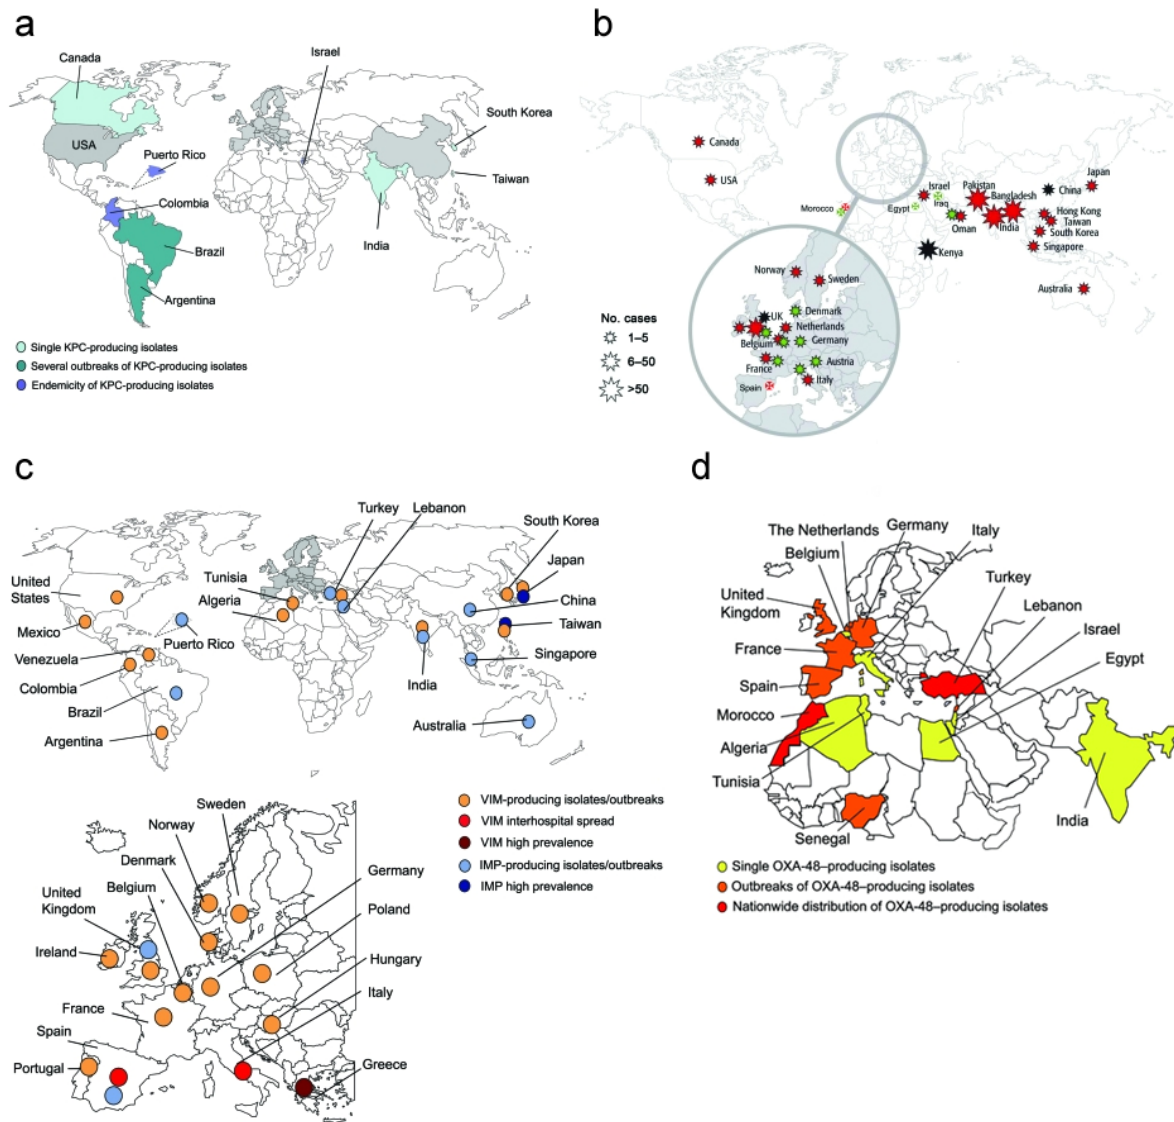 a
Canada
Israel
South Korea
USA
Puerto Rico
Taiwan
Colombia
India
Brazil
Argentina
Single KPC-producing isolates
Several outbreaks of KPC-producing isolates
Endemicity of KPC-producing isolates
b
Canada
USA
Morocco
Egypt
Israel
Iraq
Oman
Pakistan
Bangladesh
India
Kenya
China
Japan
Hong Kong
Taiwan
South Korea
Singapore
Australia
Norway
Sweden
UK
Denmark
Netherlands
Belgium
Germany
France
Austria
Spain
Italy
No. cases
1–5
6–50
>50
c
Turkey
Lebanon
South Korea
Japan
United
States
Tunisia
Algeria
China
Mexico
Taiwan
Puerto Rico
Venezuela
Singapore
Colombia
India
Brazil
Australia
Argentina
VIM-producing isolates/outbreaks
VIM interhospital spread
VIM high prevalence
IMP-producing isolates/outbreaks
IMP high prevalence
Sweden
Norway
Denmark
Germany
Belgium
United
Kingdom
Poland
Ireland
Hungary
Italy
France
Spain
Portugal
Greece
d
The Netherlands
Germany
Italy
Belgium
Turkey
United
Kingdom
Lebanon
Israel
France
Egypt
Spain
Morocco
Algeria
Tunisia
Senegal
India
Single OXA-48–producing isolates
Outbreaks of OXA-48–producing isolates
Nationwide distribution of OXA-48–producing isolates